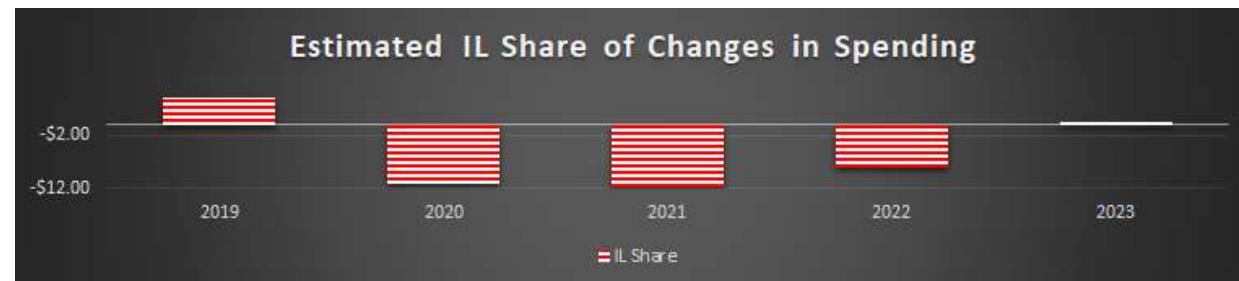 Estimated IL Share of Changes in Spending
-$2.00
-$12.00
2019 2020 2021 2022 2023
IL Share